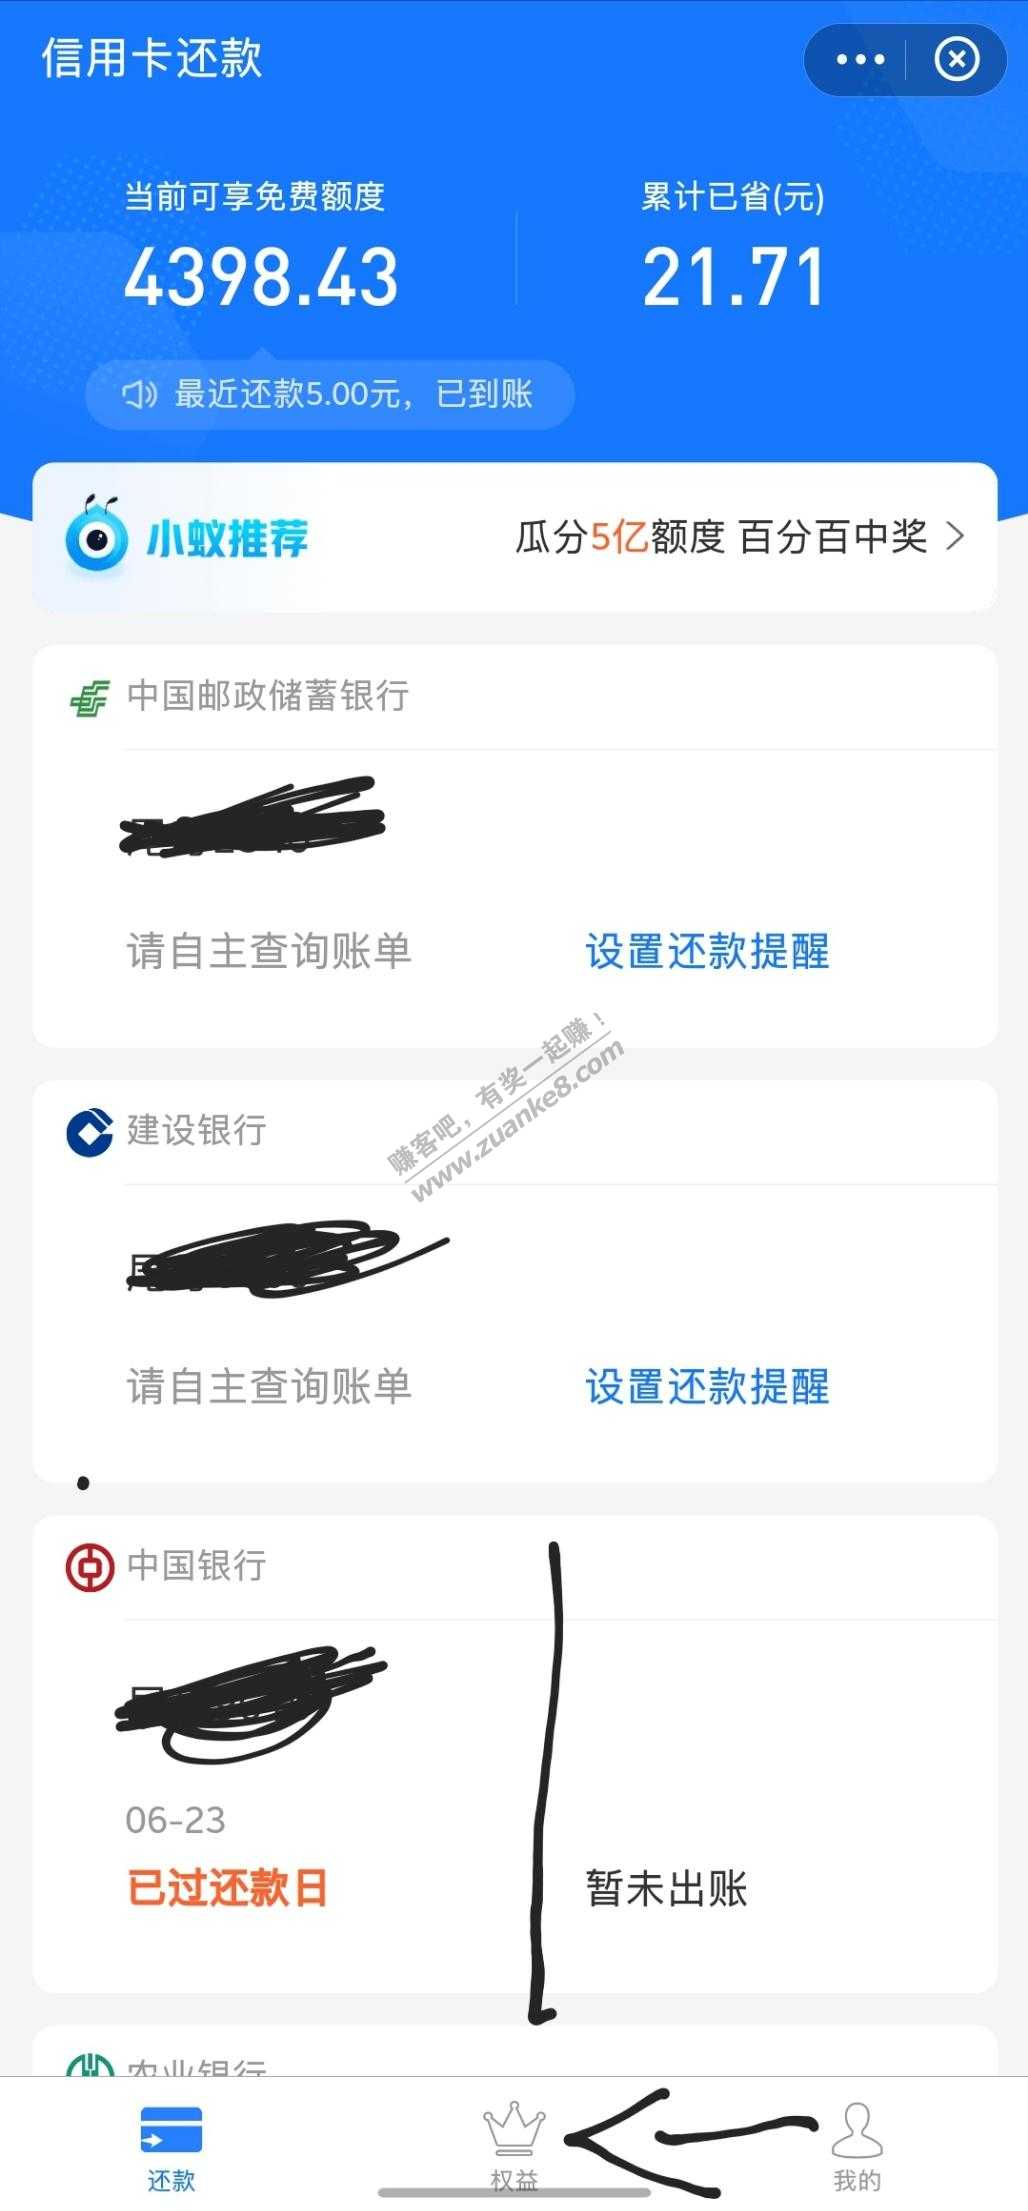 信用卡还款
当前可享免费额度
累计已省(元)
4398.43
21.71
最近还款5.00元，已到账
小蚁推荐
瓜分5亿额度 百分百中奖
中国邮政储蓄银行
请自主查询账单
设置还款提醒
赚客吧，有奖一起赚！
www.zuanke8.com
建设银行
请自主查询账单
设置还款提醒
中国银行
06-23
已过还款日
暂未出账
农业银行
还款
权益
我的